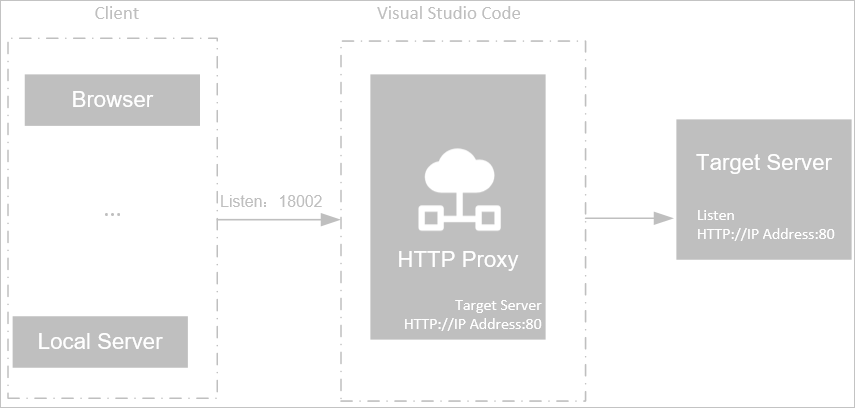 Client
Visual Studio Code
Browser
...
Local Server
Listen：18002
HTTP Proxy
Target Server
HTTP://IP Address:80
Target Server
Listen
HTTP://IP Address:80